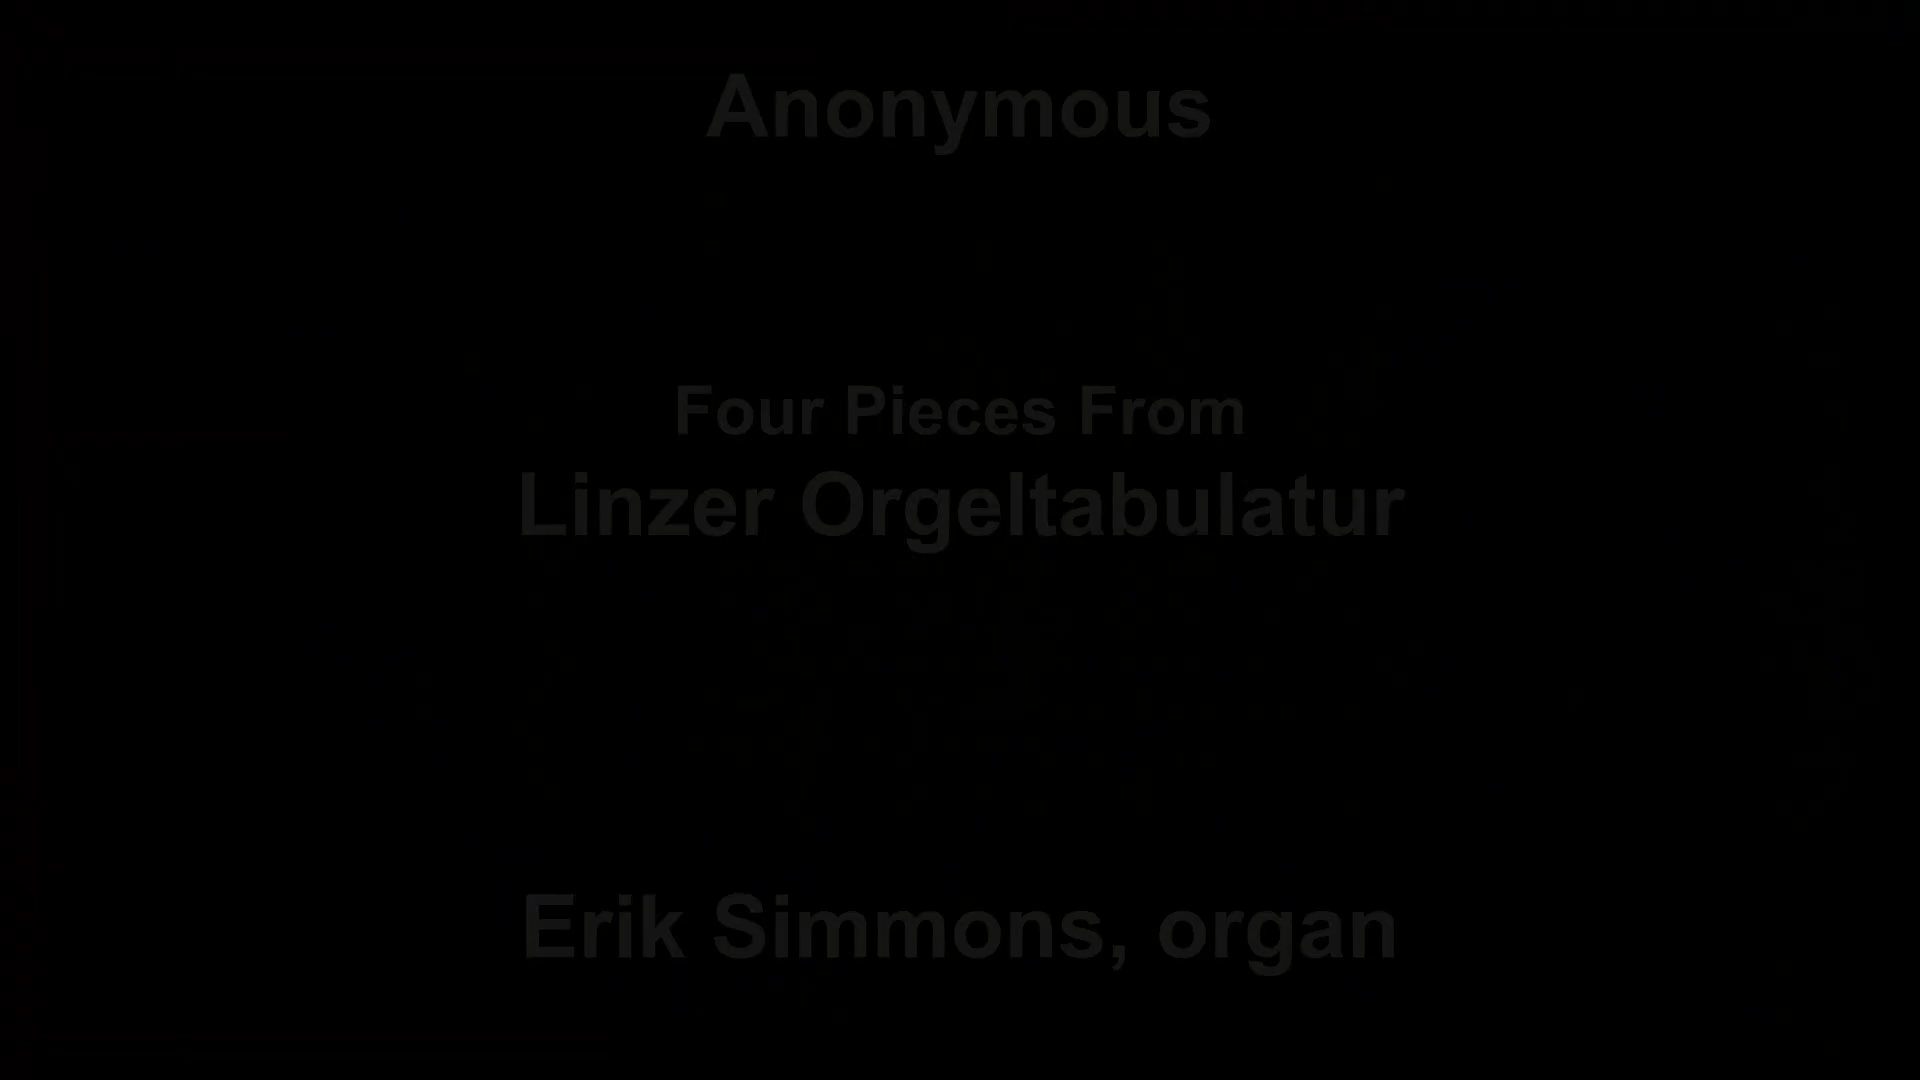 Anonymous
Four Pieces From
Linzer Orgeltabulatur
Erik Simmons, organ